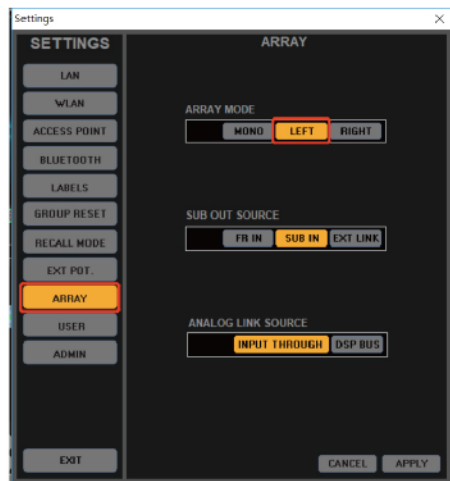 Settings
SETTINGS
LAN
WLAN
ACCESS POINT
BLUETOOTH
LABELS
GROUP RESET
RECALL MODE
EXT POT.
ARRAY
USER
ADMIN
EXIT
ARRAY
ARRAY MODE
MONO LEFT RIGHT
SUB OUT SOURCE
FR IN SUB IN EXT LINK
ANALOG LINK SOURCE
INPUT THROUGH DSP BUS
CANCEL APPLY